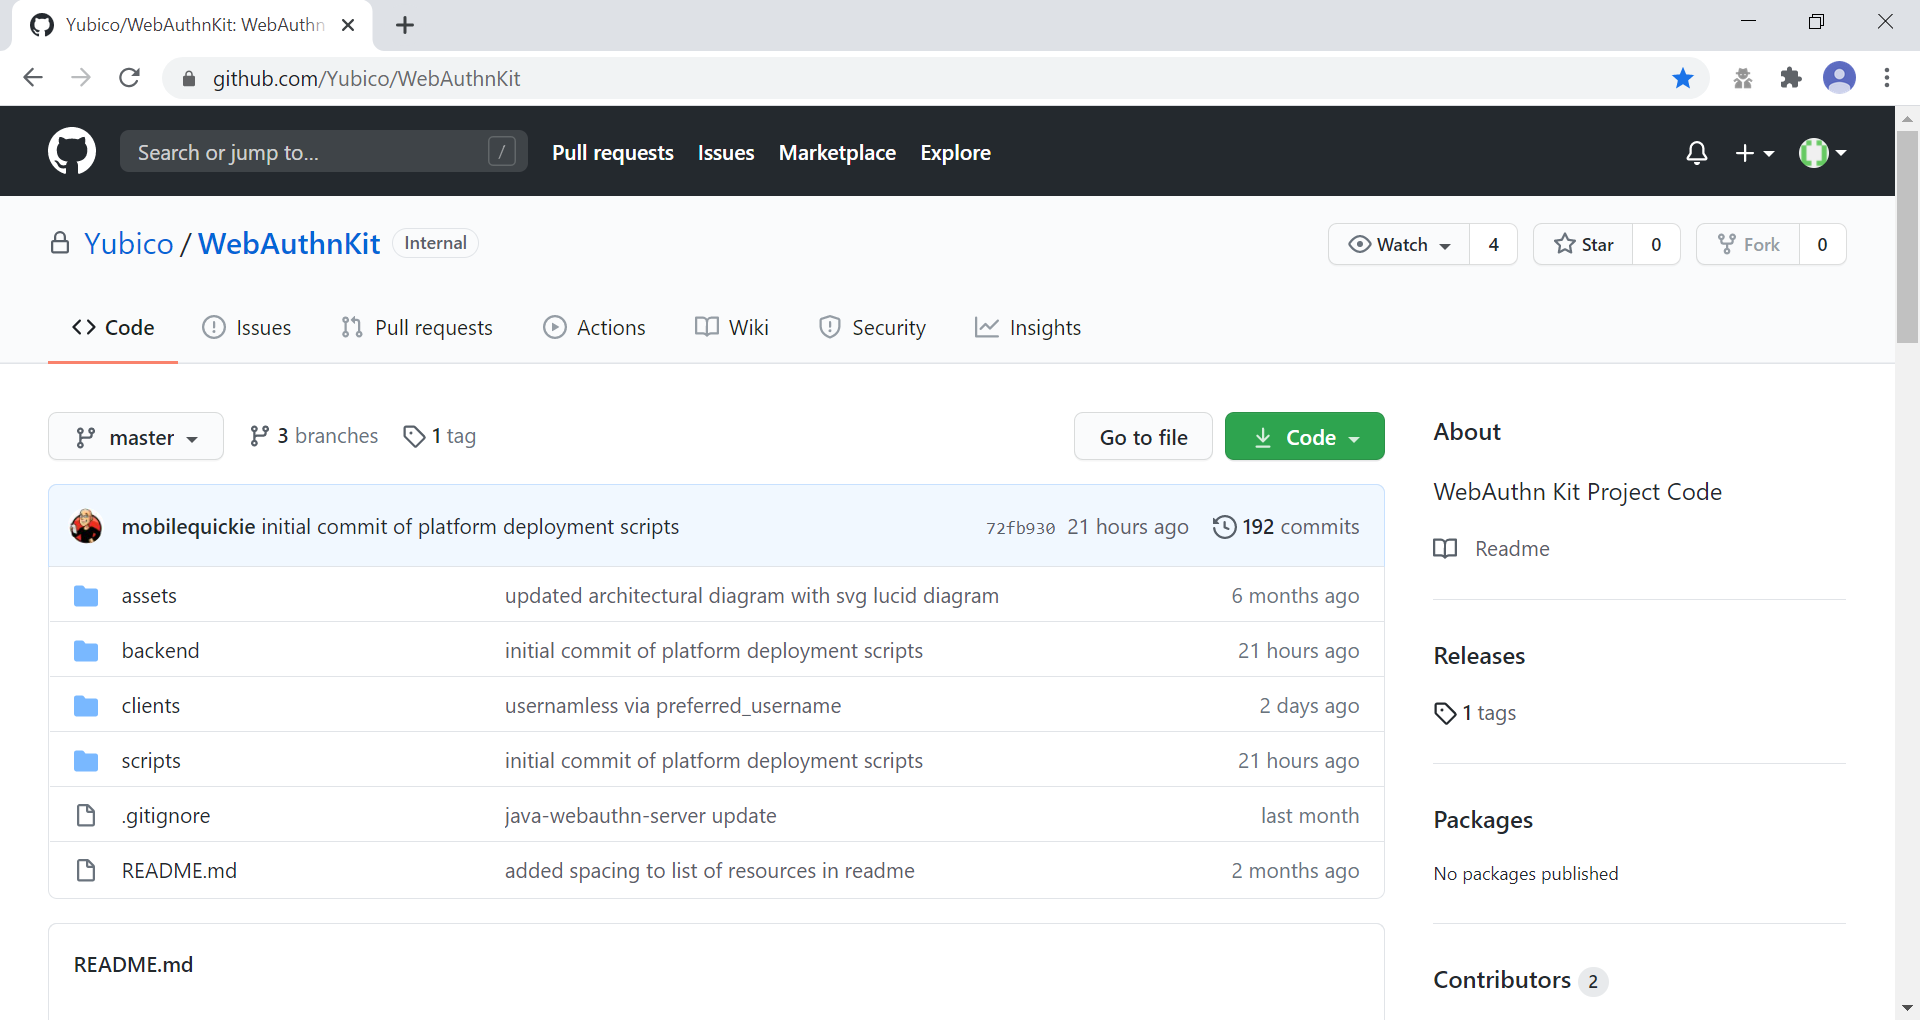 Yubico/WebAuthnKit: WebAuthn
github.com/Yubico/WebAuthnKit
Search or jump to... /
Pull requests Issues Marketplace Explore
Yubico / WebAuthnKit Internal
Watch 4 Star 0 Fork 0
Code Issues Pull requests Actions Wiki Security Insights
master 3 branches 1 tag
Go to file Code
mobilequickie initial commit of platform deployment scripts 72fb930 21 hours ago 192 commits
assets updated architectural diagram with svg lucid diagram 6 months ago
backend initial commit of platform deployment scripts 21 hours ago
clients usernamless via preferred_username 2 days ago
scripts initial commit of platform deployment scripts 21 hours ago
.gitignore java-webauthn-server update last month
README.md added spacing to list of resources in readme 2 months ago
README.md
About
WebAuthn Kit Project Code
Readme
Releases
1 tags
Packages
No packages published
Contributors 2